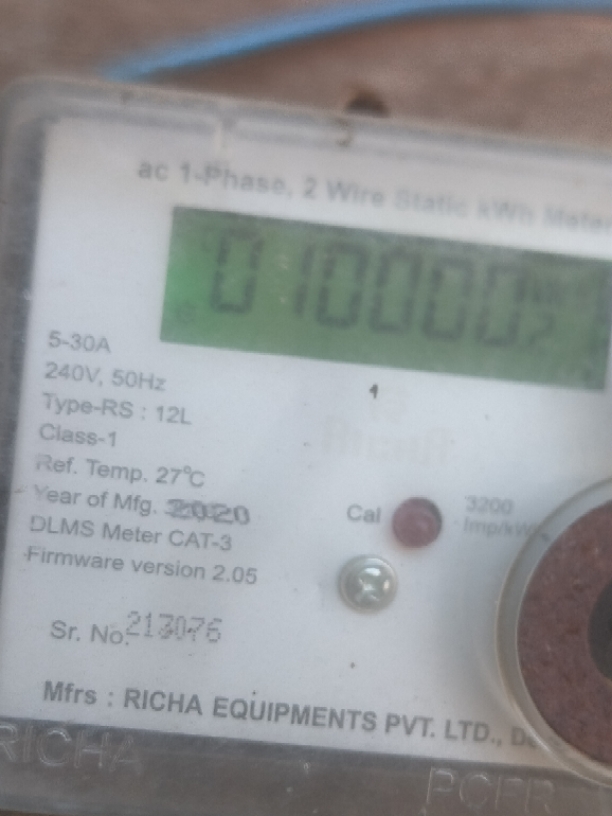 ac 1-Phase, 2 Wire Static kWh Meter
010000
5-30A
240V, 50Hz
Type-RS : 12L
Class-1
Ref. Temp. 27°C
Year of Mfg. 2020
DLMS Meter CAT-3
Firmware version 2.05
Cal
3200
Imp/kW
Sr. No. 213076
Mfrs : RICHA EQUIPMENTS PVT. LTD.,
RICHA